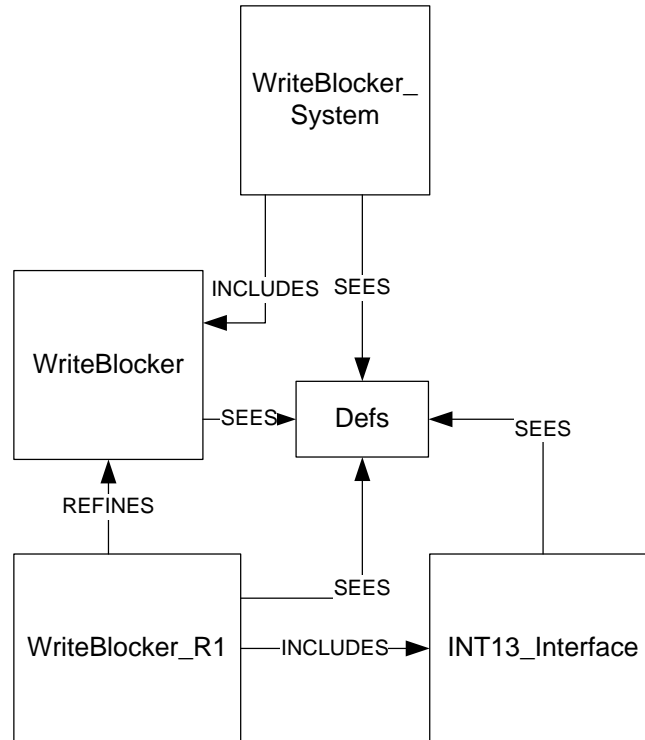 WriteBlocker_
System
INCLUDES
SEES
WriteBlocker
SEES
Defs
SEES
REFINES
SEES
WriteBlocker_R1
INCLUDES
INT13_Interface